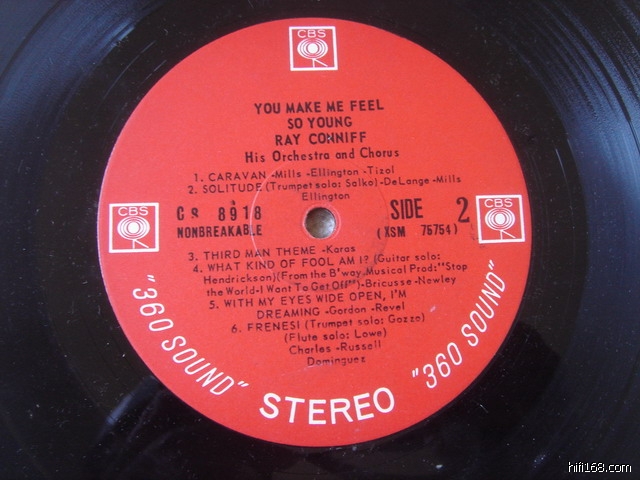 CBS
YOU MAKE ME FEEL
SO YOUNG
RAY CONNIFF
His Orchestra and Chorus
1. CARAVAN -Mills -Ellington -Tizol
2. SOLITUDE (Trumpet solo: Salko)-DeLange -Mills
Ellington
CBS
CS 8918
NONBREAKABLE
SIDE 2
(XSM 76754)
CBS
3. THIRD MAN THEME -Karas
4. WHAT KIND OF FOOL AM I? (Guitar solo:
Hendrickson)(From the B'way Musical Prod: "Stop
the World-I Want To Get Off")-Bricusse -Newley
5. WITH MY EYES WIDE OPEN, I'M
DREAMING -Gordon -Revel
6. FRENESI (Trumpet solo: Gozzo)
(Flute solo: Lowe)
Charles -Russell
Dominguez
"360 SOUND" STEREO "360 SOUND"
hifi168.com